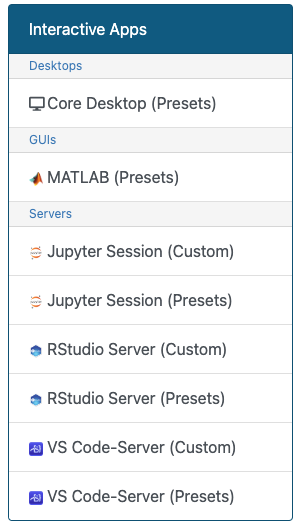 Interactive Apps
Desktops
Core Desktop (Presets)
GUIs
MATLAB (Presets)
Servers
Jupyter Session (Custom)
Jupyter Session (Presets)
RStudio Server (Custom)
RStudio Server (Presets)
VS Code-Server (Custom)
VS Code-Server (Presets)